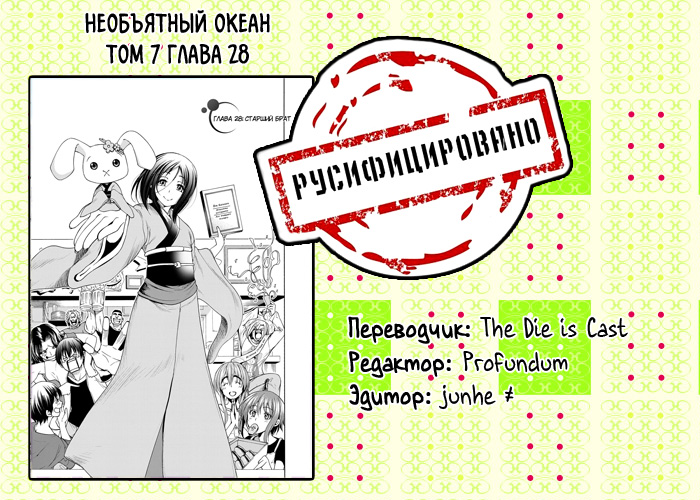 НЕОБЪЯТНЫЙ ОКЕАН
ТОМ 7 ГЛАВА 28
ГЛАВА 28: СТАРШИЙ БРАТ
РУСИФИЦИРОВАНО
Переводчик: The Die is Cast
Редактор: Profundum
Эдитор: junhe ≠